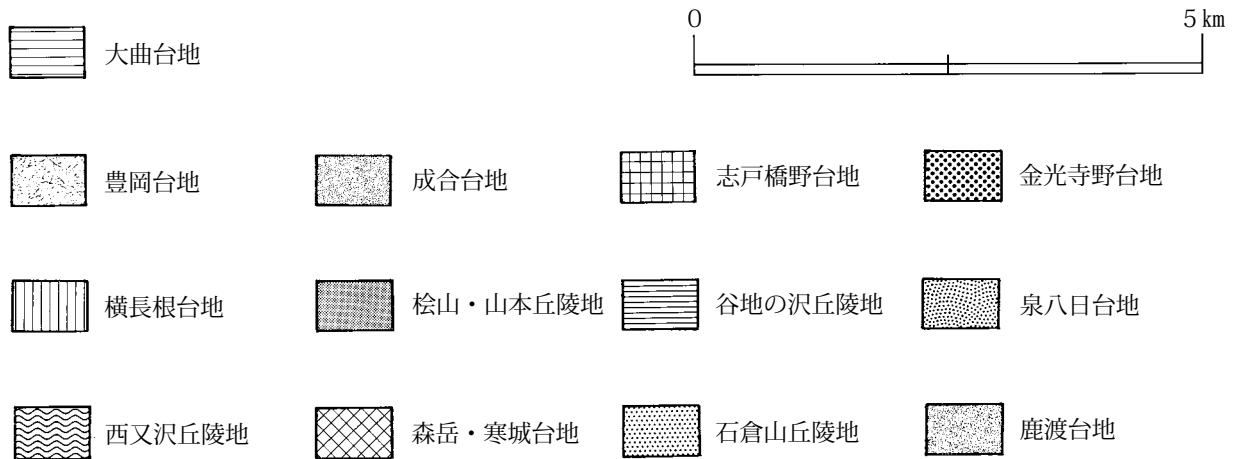 0
5km
大曲台地
豊岡台地
成合台地
志戸橋野台地
金光寺野台地
横長根台地
桧山・山本丘陵地
谷地の沢丘陵地
泉八日台地
西又沢丘陵地
森岳・寒城台地
石倉山丘陵地
鹿渡台地